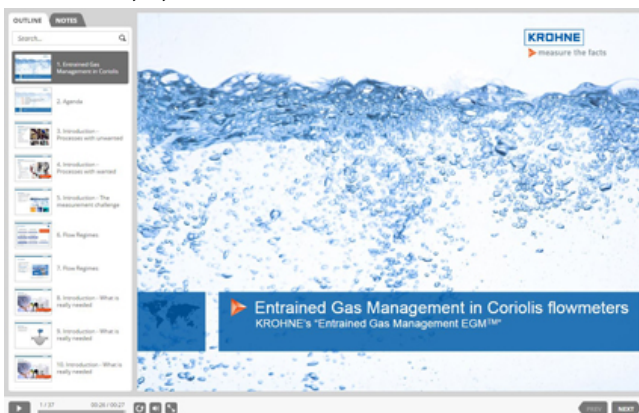 OUTLINE
NOTES
Search...
1. Entrained Gas
Management in Coriolis
2. Agenda
3. Introduction -
Processes with unwanted
4. Introduction -
Processes with wanted
5. Introduction - The
measurement challenge
6. Flow Regimes
7. Flow Regimes
8. Introduction - What is
really needed
9. Introduction - What is
really needed
10. Introduction - What is
really needed
KROHNE
measure the facts
Entrained Gas Management in Coriolis flowmeters
KROHNE's "Entrained Gas Management EGM™"
1 / 37
00:26 / 00:27
PREV
NEXT